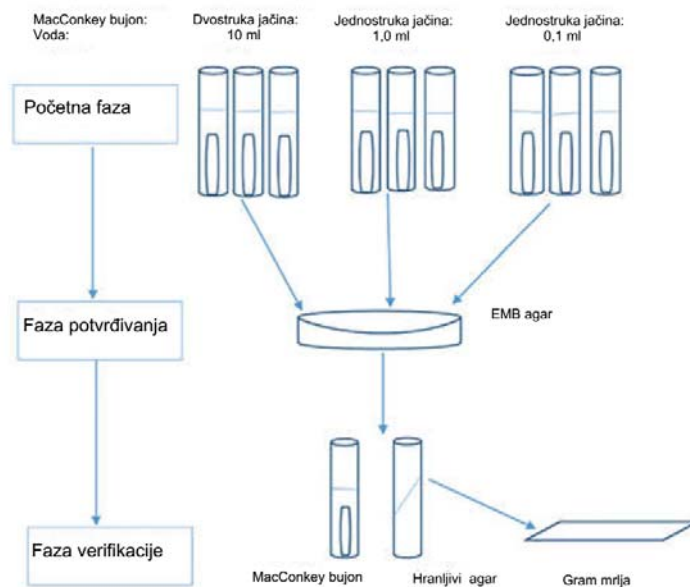 MacConkey bujon:
Voda:
Dvostruka jačina:
10 ml
Jednostruka jačina:
1,0 ml
Jednostruka jačina:
0,1 ml
Početna faza
Faza potvrđivanja
EMB agar
Faza verifikacije
MacConkey bujon
Hranljivi agar
Gram mrlja